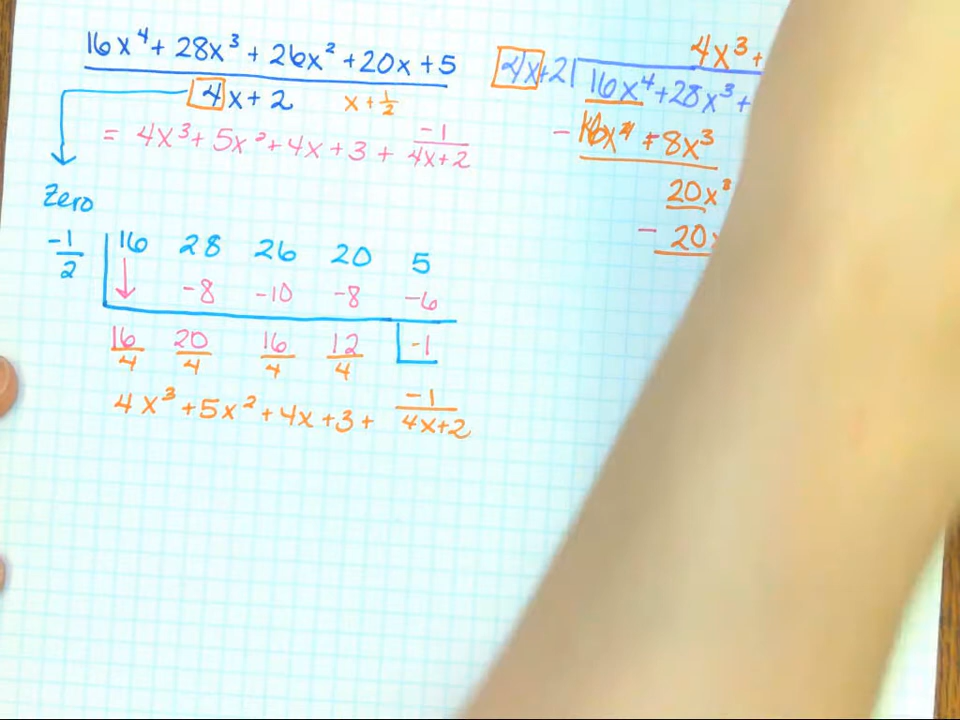 16x⁴ + 28x³ + 26x² + 20x + 5
4x + 2
x + 1/2
= 4x³ + 5x² + 4x + 3 + -1/(4x+2)
Zero
-1/2 | 16 28 26 20 5
↓ -8 -10 -8 -6
16/4 20/4 16/4 12/4 -1
4x³ + 5x² + 4x + 3 + -1/(4x+2)
4x³ +
4x+2 ) 16x⁴ + 28x³ +
- 16x⁴ + 8x³
20x³
- 20x